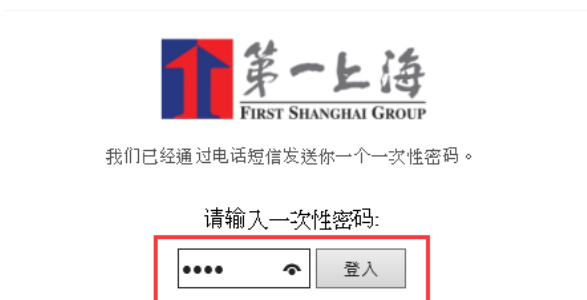 第一上海
FIRST SHANGHAI GROUP
我们已经通过电话短信发送你一个一次性密码。
请输入一次性密码:
••••
登入